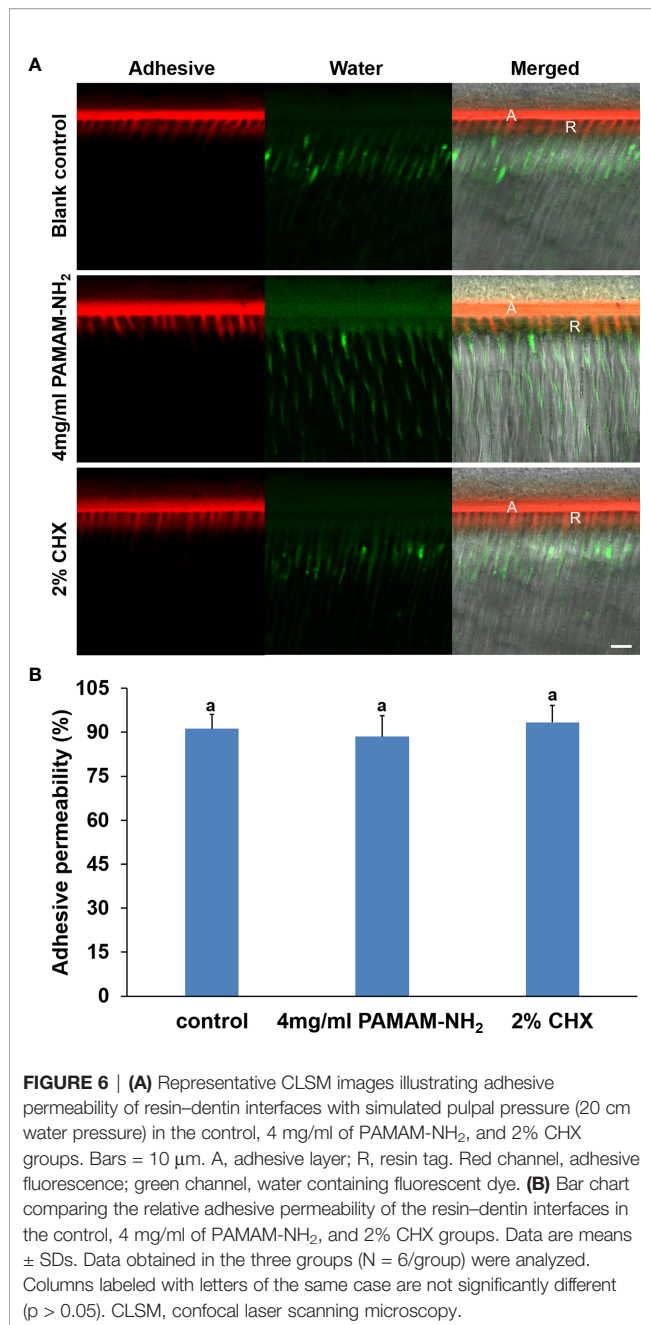 A
Adhesive Water Merged
Blank control
A
R
4mg/ml PAMAM-NH₂
A
R
2% CHX
A
R
B
Adhesive permeability (%)
105
90
75
60
45
30
15
0
a a a
control 4mg/ml PAMAM-NH₂ 2% CHX
FIGURE 6 | (A) Representative CLSM images illustrating adhesive
permeability of resin–dentin interfaces with simulated pulpal pressure (20 cm
water pressure) in the control, 4 mg/ml of PAMAM-NH₂, and 2% CHX
groups. Bars = 10 μm. A, adhesive layer; R, resin tag. Red channel, adhesive
fluorescence; green channel, water containing fluorescent dye. (B) Bar chart
comparing the relative adhesive permeability of the resin–dentin interfaces in
the control, 4 mg/ml of PAMAM-NH₂, and 2% CHX groups. Data are means
± SDs. Data obtained in the three groups (N = 6/group) were analyzed.
Columns labeled with letters of the same case are not significantly different
(p > 0.05). CLSM, confocal laser scanning microscopy.